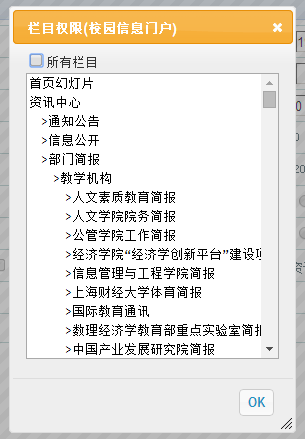 栏目权限(校园信息门户)
所有栏目
首页幻灯片
资讯中心
>通知公告
>信息公开
>部门简报
>教学机构
>人文素质教育简报
>人文学院院务简报
>公管学院工作简报
>经济学院“经济学创新平台”建设项
>信息管理与工程学院简报
>上海财经大学体育简报
>国际教育通讯
>数理经济学教育部重点实验室简报
>中国产业发展研究院简报
OK